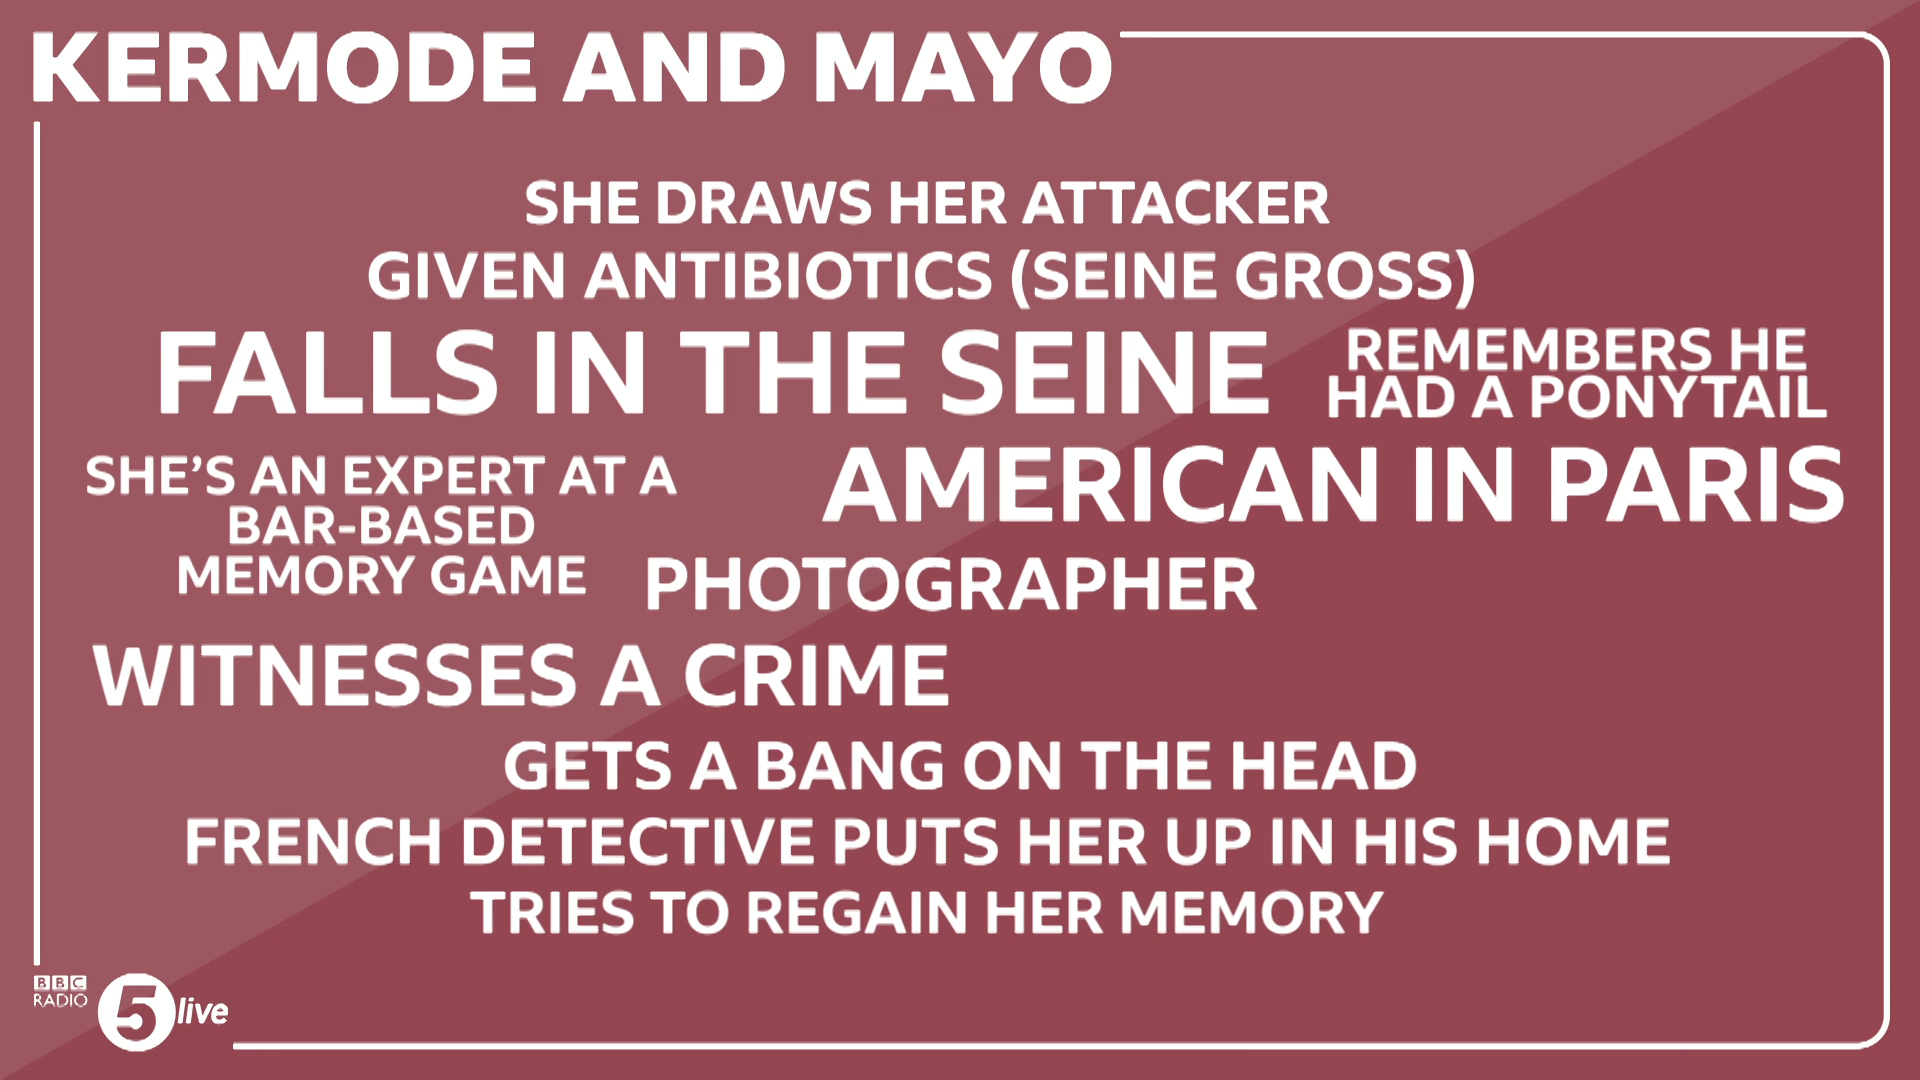 KERMODE AND MAYO
SHE DRAWS HER ATTACKER
GIVEN ANTIBIOTICS (SEINE GROSS)
FALLS IN THE SEINE
REMEMBERS HE
HAD A PONYTAIL
SHE’S AN EXPERT AT A
BAR-BASED
MEMORY GAME
AMERICAN IN PARIS
PHOTOGRAPHER
WITNESSES A CRIME
GETS A BANG ON THE HEAD
FRENCH DETECTIVE PUTS HER UP IN HIS HOME
TRIES TO REGAIN HER MEMORY
BBC
RADIO
5 live